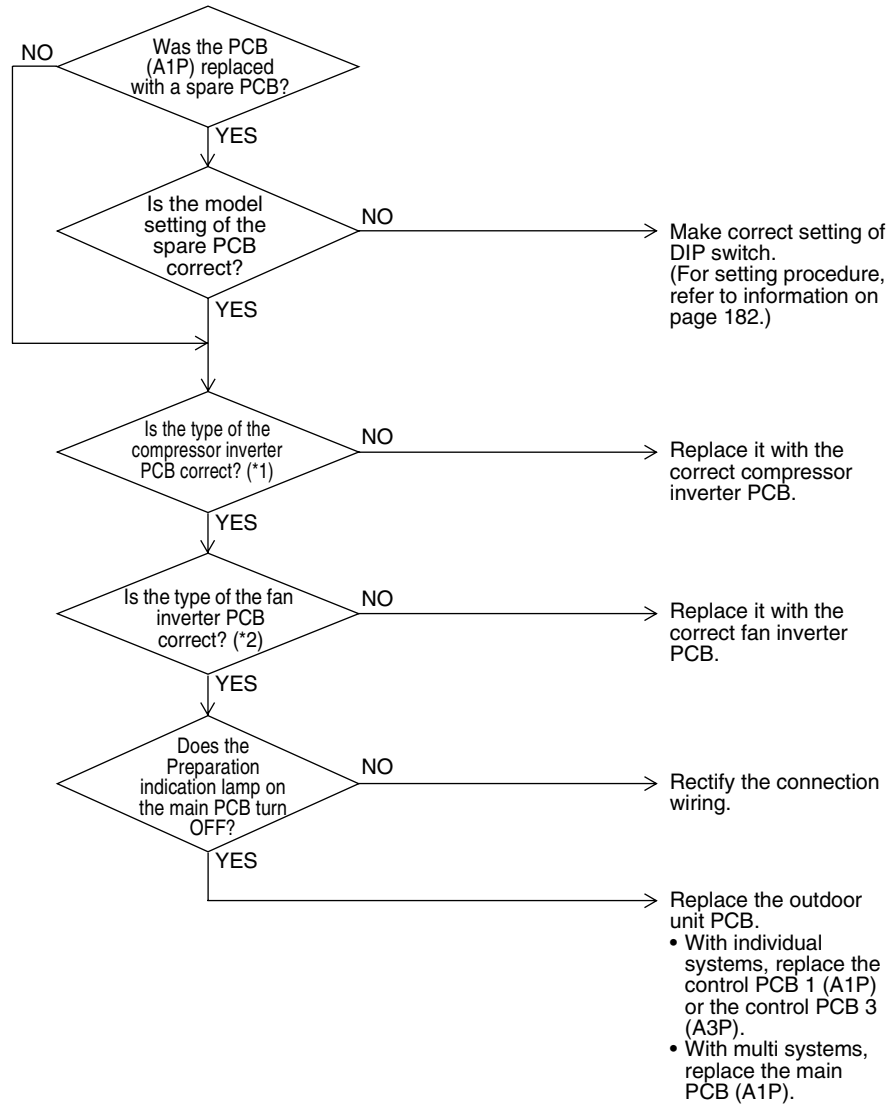 Was the PCB
(A1P) replaced
with a spare PCB?
NO
YES
Is the model
setting of the
spare PCB
correct?
NO
Make correct setting of
DIP switch.
(For setting procedure,
refer to information on
page 182.)
YES
Is the type of the
compressor inverter
PCB correct? (*1)
NO
Replace it with the
correct compressor
inverter PCB.
YES
Is the type of the fan
inverter PCB
correct? (*2)
NO
Replace it with the
correct fan inverter
PCB.
YES
Does the
Preparation
indication lamp on
the main PCB turn
OFF?
NO
Rectify the connection
wiring.
YES
Replace the outdoor
unit PCB.
• With individual
systems, replace the
control PCB 1 (A1P)
or the control PCB 3
(A3P).
• With multi systems,
replace the main
PCB (A1P).